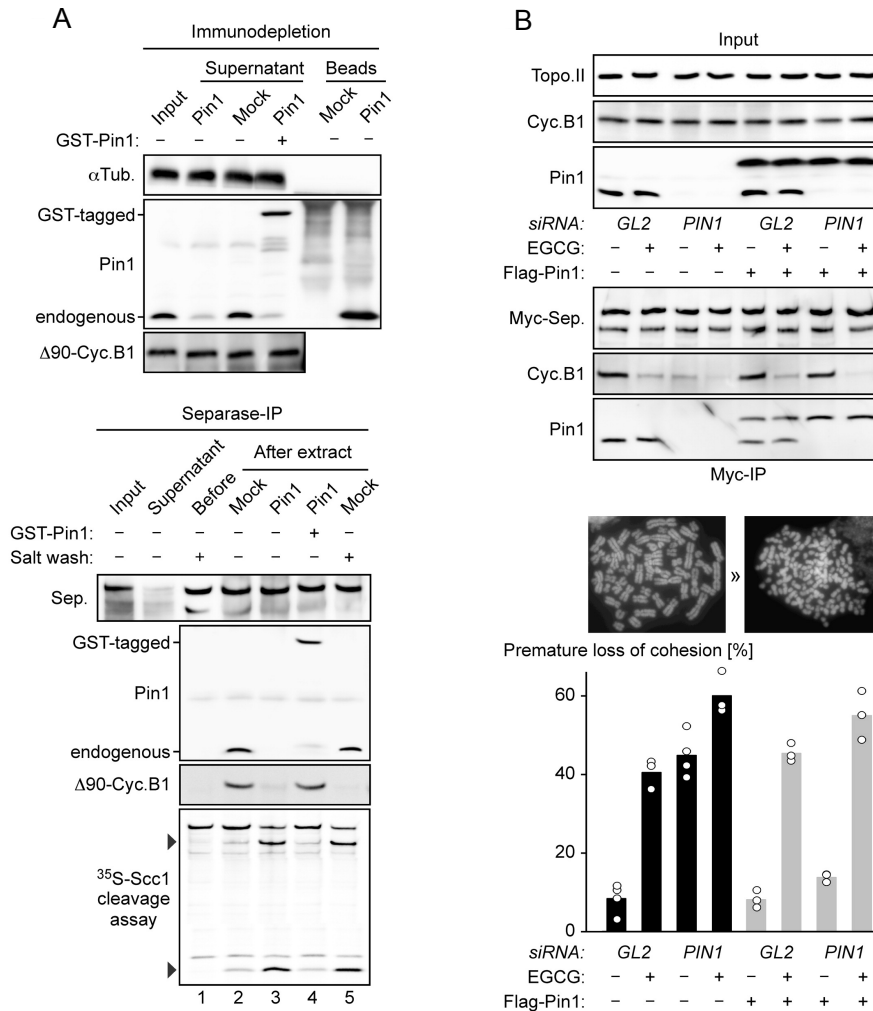 A
Immunodepletion
Supernatant Beads
Input Pin1 Mock Pin1 Mock Pin1
GST-Pin1: – – – + – –
αTub.
GST-tagged
Pin1
endogenous
Δ90-Cyc.B1
Separase-IP
After extract
Input Supernatant Before Mock Pin1 Pin1 Mock
GST-Pin1: – – – – – + –
Salt wash: – – + – – – +
Sep.
GST-tagged
Pin1
endogenous
Δ90-Cyc.B1
35S-Scc1
cleavage
assay
1 2 3 4 5
B
Input
Topo.II
Cyc.B1
Pin1
siRNA: GL2 PIN1 GL2 PIN1
EGCG: – + – + – + – +
Flag-Pin1: – – – – + + + +
Myc-Sep.
Cyc.B1
Pin1
Myc-IP
»
Premature loss of cohesion [%]
60
40
20
0
siRNA: GL2 PIN1 GL2 PIN1
EGCG: – + – + – + – +
Flag-Pin1: – – – – + + + +